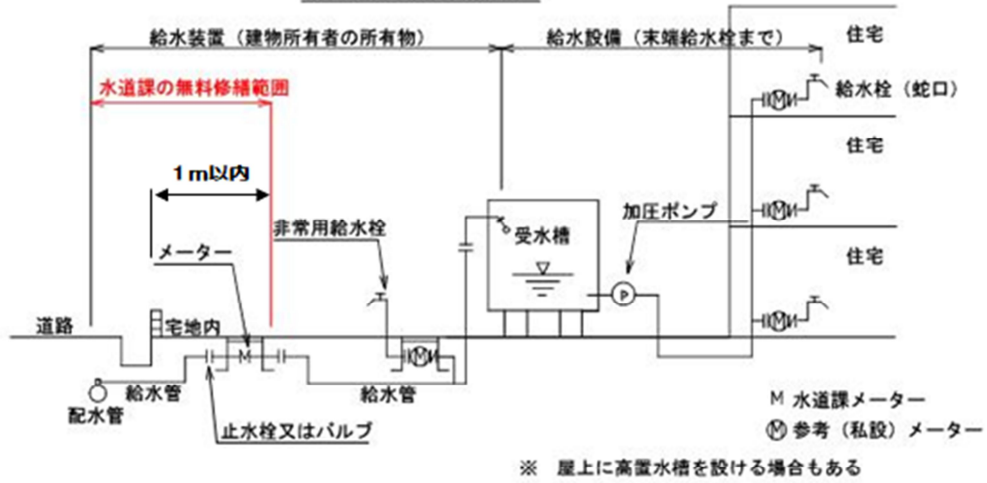 給水装置（建物所有者の所有物）
給水設備（末端給水栓まで）
住宅
水道課の無料修繕範囲
給水栓（蛇口）
1m以内
住宅
非常用給水栓
加圧ポンプ
受水槽
メーター
住宅
P
道路
宅地内
M
M
M
M
M
給水管
給水管
配水管
止水栓又はバルブ
M 水道課メーター
Ⓜ 参考（私設）メーター
※ 屋上に高置水槽を設ける場合もある